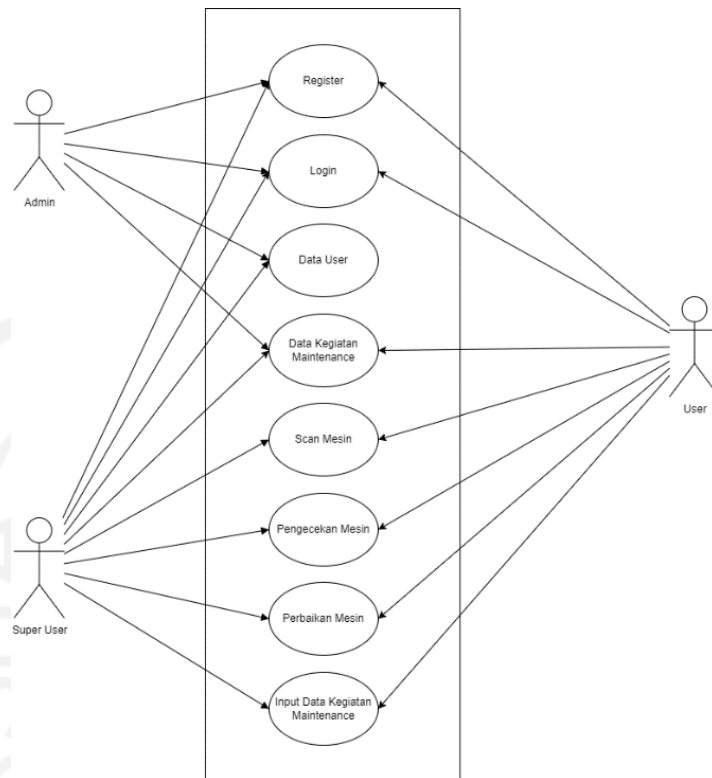 Register
Login
Admin
Data User
Data Kegiatan
Maintenance
User
Scan Mesin
Pengecekan Mesin
Perbaikan Mesin
Super User
Input Data Kegiatan
Maintenance